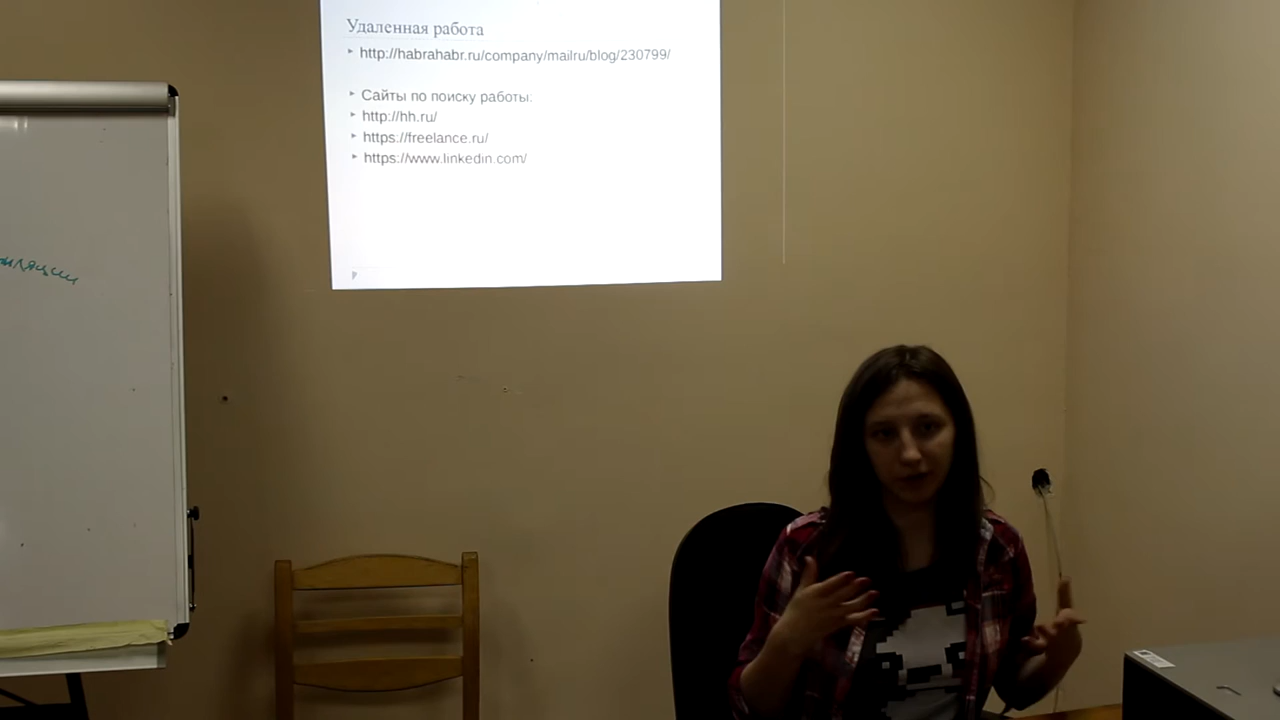 Удаленная работа
http://habrahabr.ru/company/mailru/blog/230799/
Сайты по поиску работы:
http://hh.ru/
https://freelance.ru/
https://www.linkedin.com/